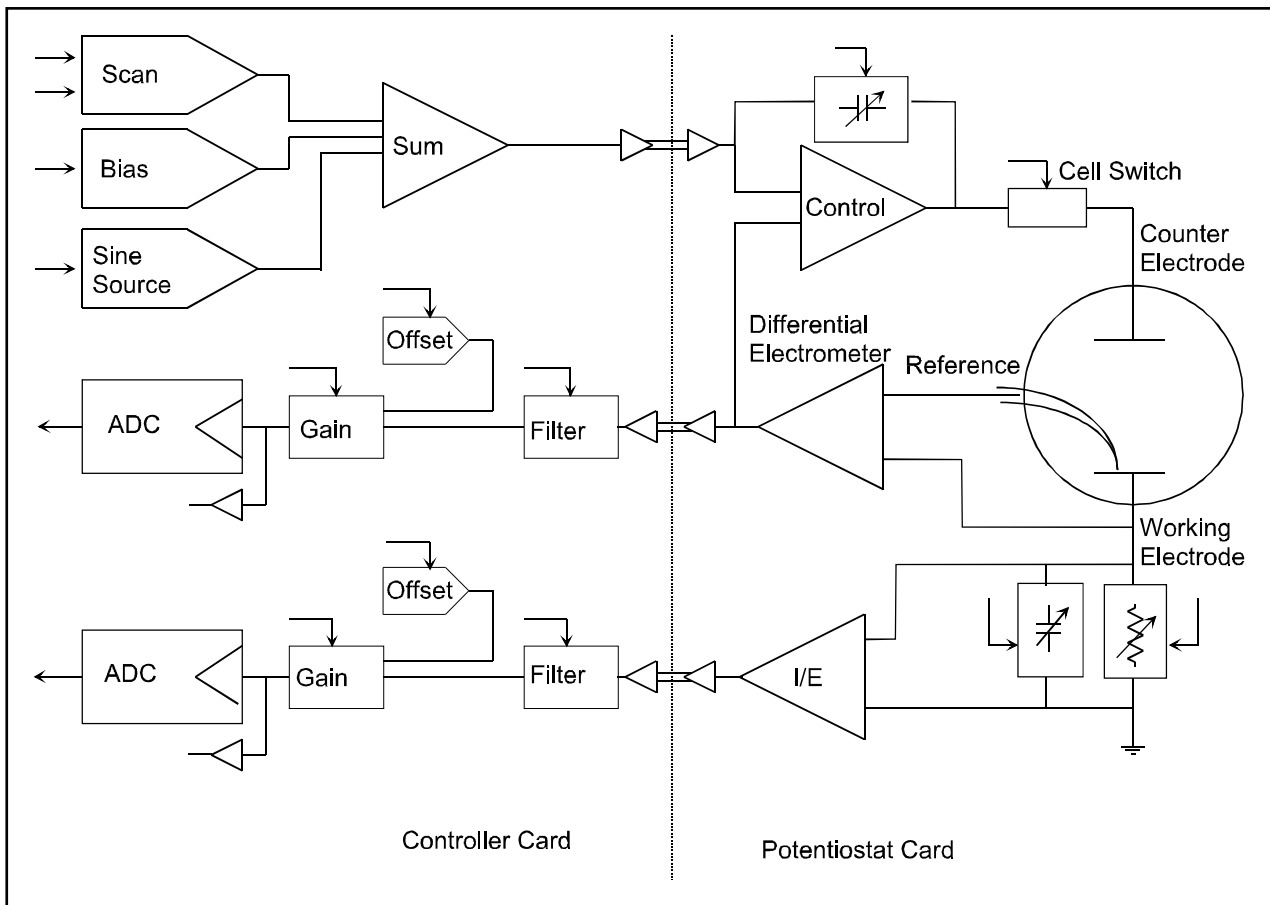 Scan
Bias
Sine
Source
Sum
Control
Cell Switch
Counter
Electrode
Offset
ADC
Gain
Filter
Differential
Electrometer
Reference
Working
Electrode
Offset
ADC
Gain
Filter
I/E
Controller Card
Potentiostat Card